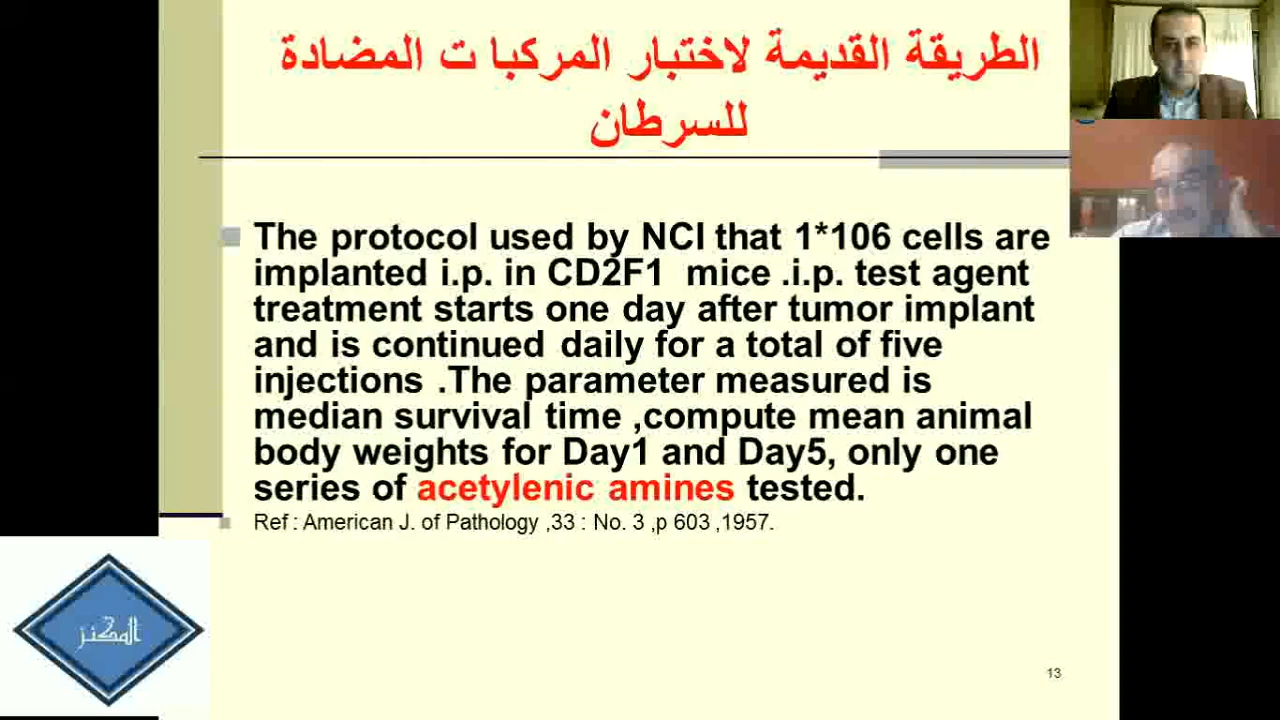 الطريقة القديمة لاختبار المركبا ت المضادة
للسرطان
The protocol used by NCI that 1*106 cells are
implanted i.p. in CD2F1 mice .i.p. test agent
treatment starts one day after tumor implant
and is continued daily for a total of five
injections .The parameter measured is
median survival time ,compute mean animal
body weights for Day1 and Day5, only one
series of acetylenic amines tested.
Ref : American J. of Pathology ,33 : No. 3 ,p 603 ,1957.
المكنز
13